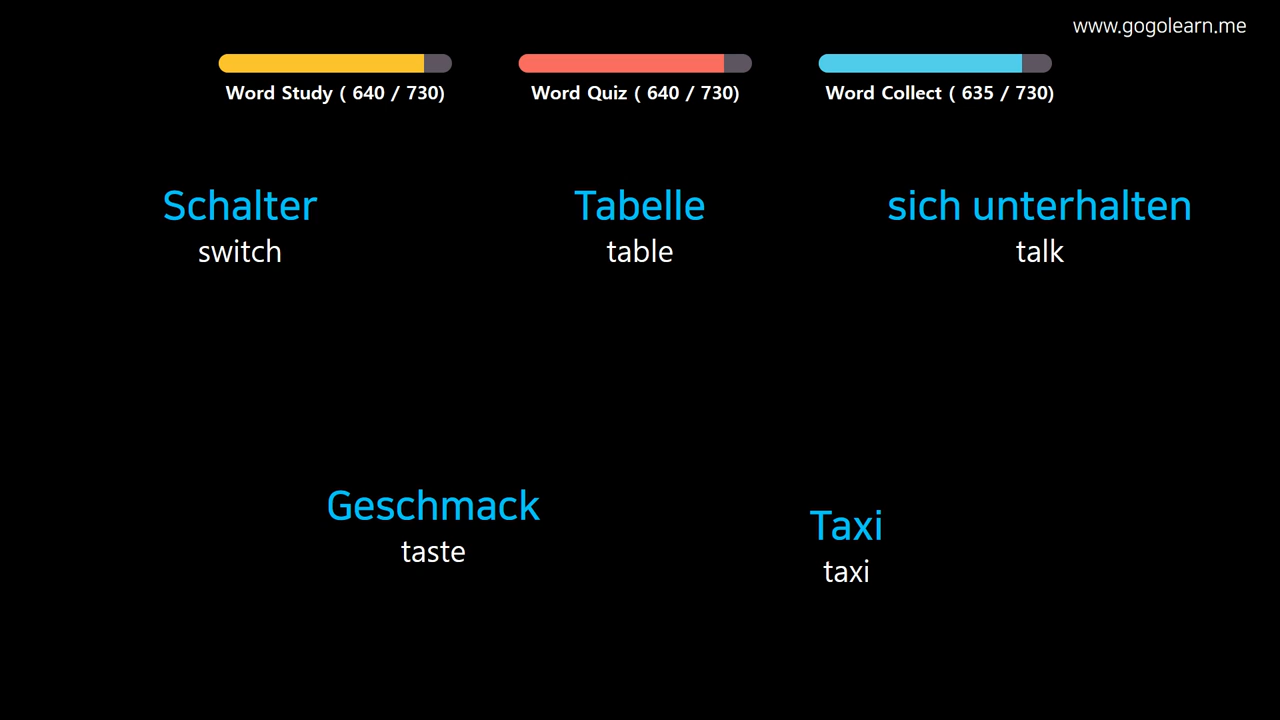 www.gogolearn.me
Word Study ( 640 / 730)
Word Quiz ( 640 / 730)
Word Collect ( 635 / 730)
Schalter
switch
Tabelle
table
sich unterhalten
talk
Geschmack
taste
Taxi
taxi